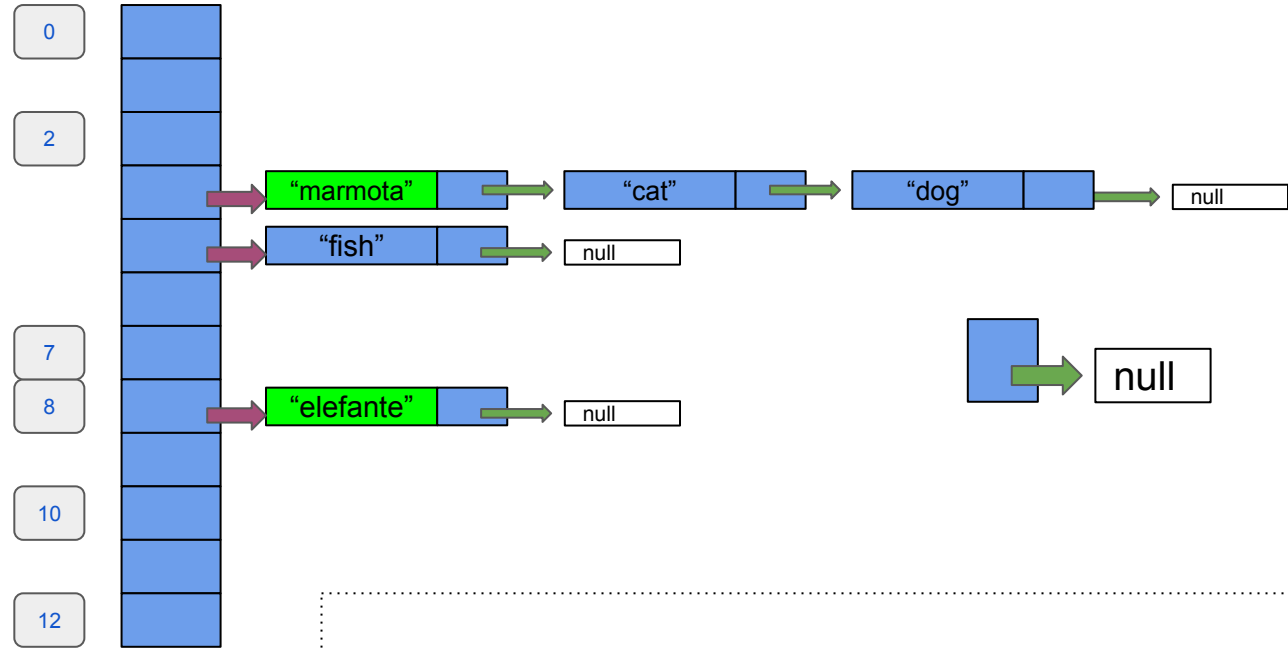 0
2
“marmota” “cat” “dog” null
“fish” null
7
null
8
“elefante” null
10
12